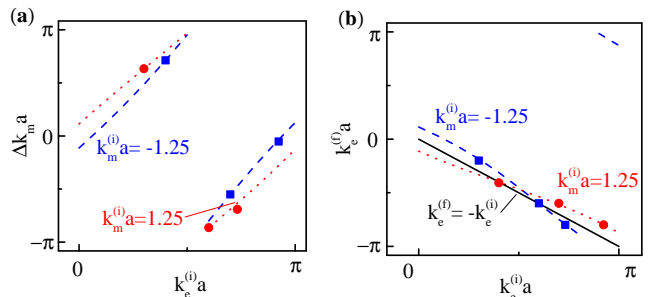 (a)
π
0
−π
Δk_m a
k_m^(i)a= -1.25
k_m^(i)a=1.25
0
π
k_e^(i)a
(b)
π
0
−π
k_e^(f)a
k_m^(i)a= -1.25
k_m^(i)a=1.25
k_e^(f)= -k_e^(i)
0
π
k_e^(i)a